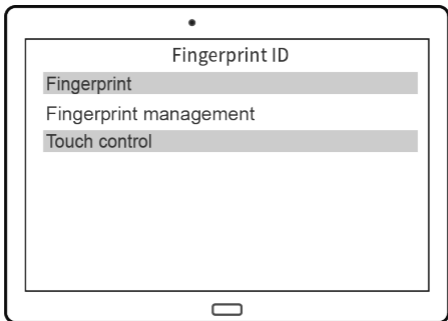 Fingerprint ID
Fingerprint
Fingerprint management
Touch control